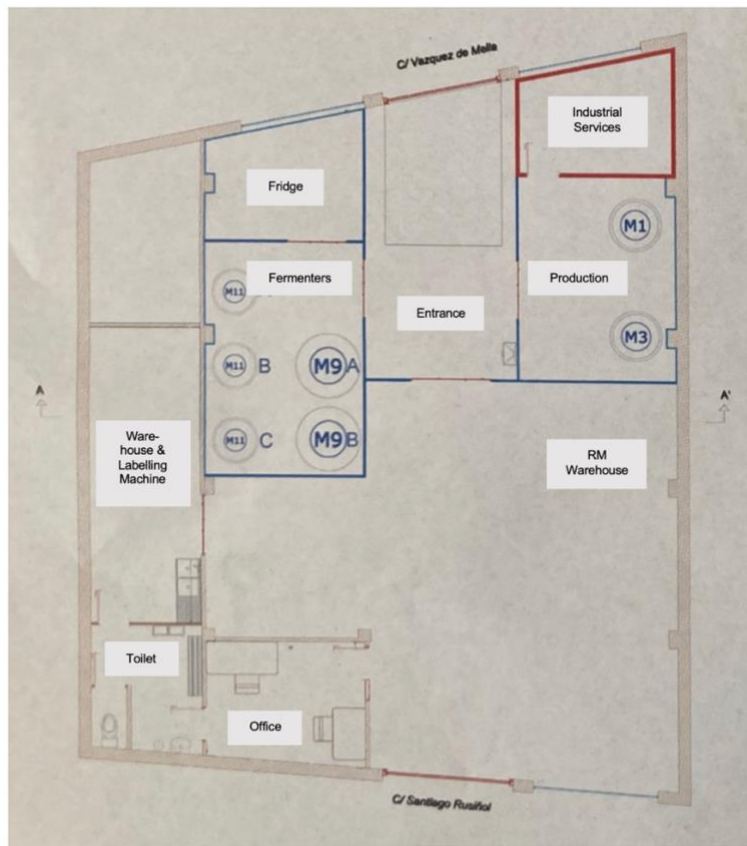 C/ Vazquez de Mella
Industrial
Services
Fridge
M1
Fermenters
Production
M11
Entrance
M3
M11 B
M9 A
A
A'
Ware-
house &
Labelling
Machine
M11 C
M9 B
RM
Warehouse
Toilet
Office
C/ Santiago Rusiñol